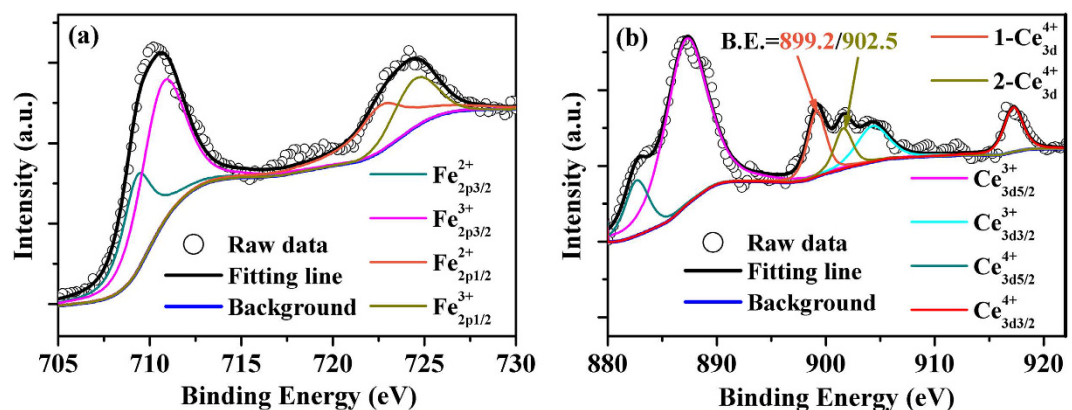 (a)
Intensity (a.u.)
Raw data
Fitting line
Background
Fe2+ 2p3/2
Fe3+ 2p3/2
Fe2+ 2p1/2
Fe3+ 2p1/2
705 710 715 720 725 730
Binding Energy (eV)
(b)
B.E.=899.2/902.5
1-Ce4+ 3d
2-Ce4+ 3d
Intensity (a.u.)
Raw data
Fitting line
Background
Ce3+ 3d5/2
Ce3+ 3d3/2
Ce4+ 3d5/2
Ce4+ 3d3/2
880 890 900 910 920
Binding Energy (eV)